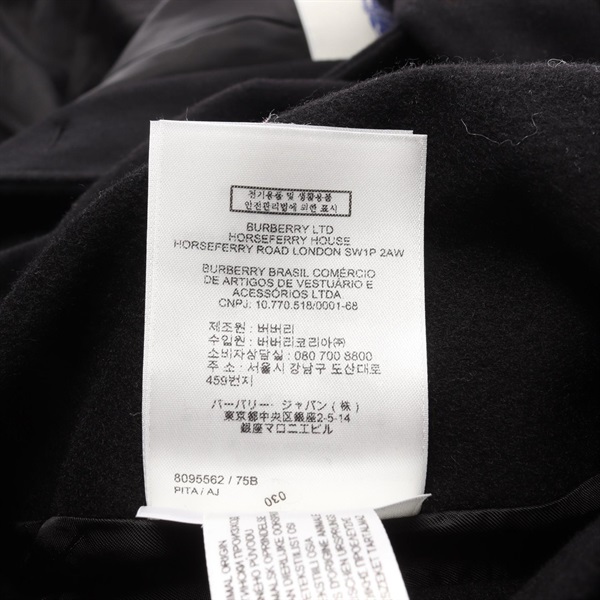 전기용품 및 생활용품
안전관리법에 의한 표시
BURBERRY LTD
HORSEFERRY HOUSE
HORSEFERRY ROAD LONDON SW1P 2AW
BURBERRY BRASIL COMÉRCIO
DE ARTIGOS DE VESTUÁRIO E
ACESSÓRIOS LTDA
CNPJ: 10.770.518/0001-68
제조원 : 버버리
수입원 : 버버리코리아㈜
소비자상담실 : 080 700 8800
주 소 : 서울시 강남구 도산대로
459번지
バーバリー・ジャパン(株)
東京都中央区銀座2-5-14
銀座マロニエビル
8095562 / 75B
PITA / AJ
030